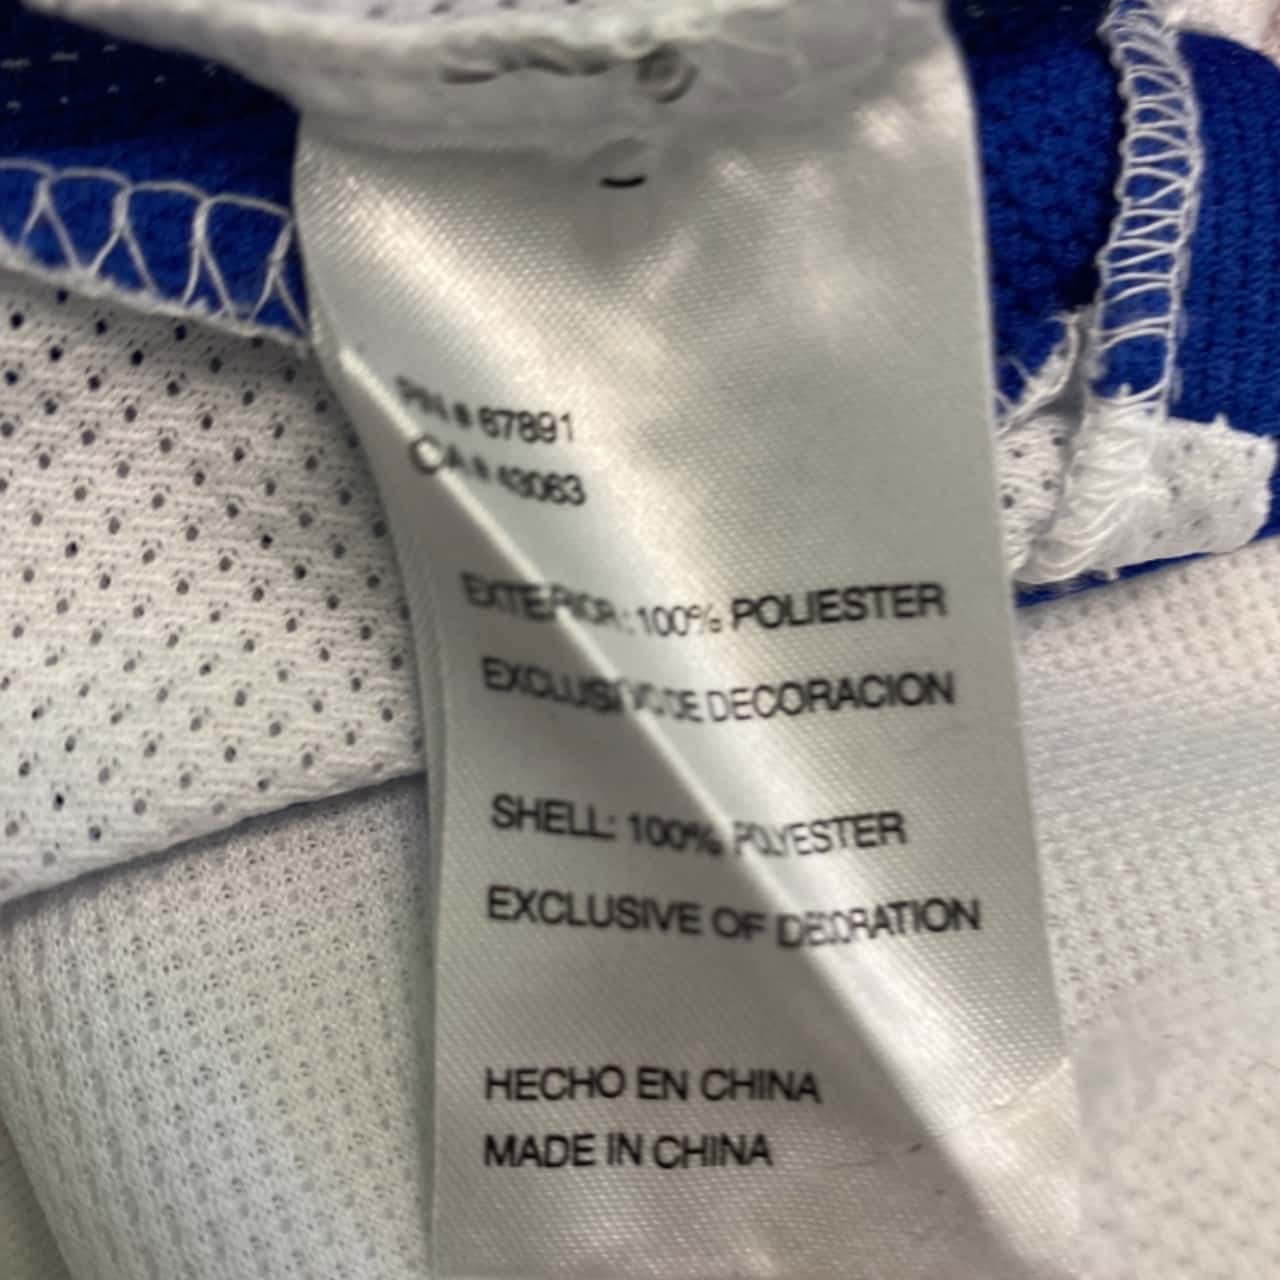 RN # 67891
CA # 43063
EXTERIOR: 100% POLIESTER
EXCLUSIVO DE DECORACION
SHELL: 100% POLYESTER
EXCLUSIVE OF DECORATION
HECHO EN CHINA
MADE IN CHINA